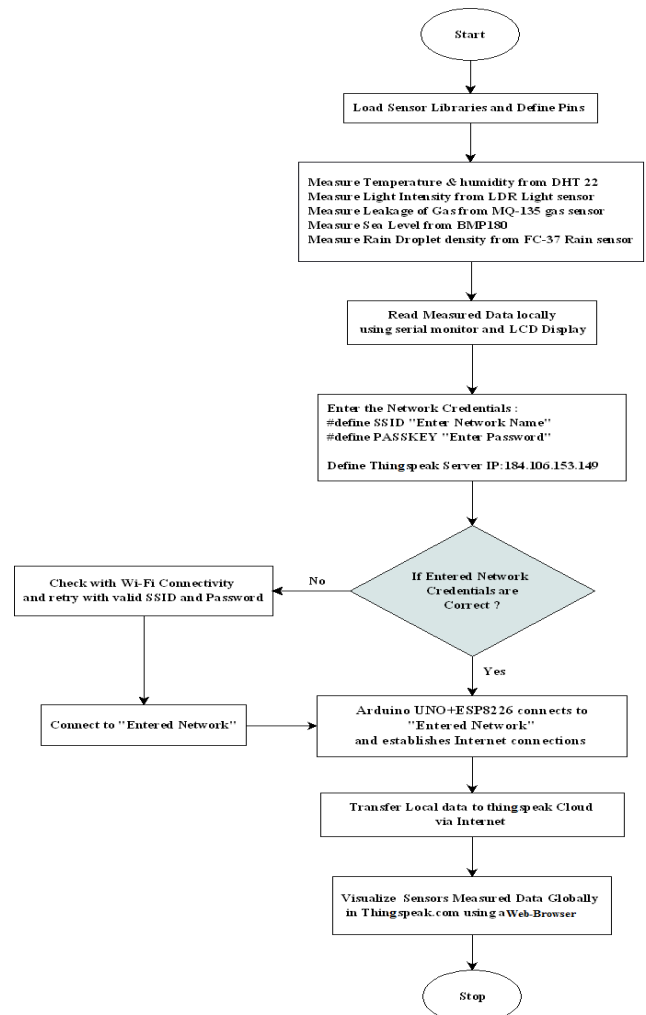 Start
Load Sensor Libraries and Define Pins
Measure Temperature & humidity from DHT 22
Measure Light Intensity from LDR Light sensor
Measure Leakage of Gas from MQ-135 gas sensor
Measure Sea Level from BMP180
Measure Rain Droplet density from FC-37 Rain sensor
Read Measured Data locally
using serial monitor and LCD Display
Enter the Network Credentials :
#define SSID "Enter Network Name"
#define PASSKEY "Enter Password"
Define Thingspeak Server IP:184.106.153.149
If Entered Network
Credentials are
Correct ?
No
Check with Wi-Fi Connectivity
and retry with valid SSID and Password
Yes
Connect to "Entered Network"
Arduino UNO+ESP8226 connects to
"Entered Network"
and establishes Internet connections
Transfer Local data to thingspeak Cloud
via Internet
Visualize Sensors Measured Data Globally
in Thingspeak.com using a Web-Browser
Stop